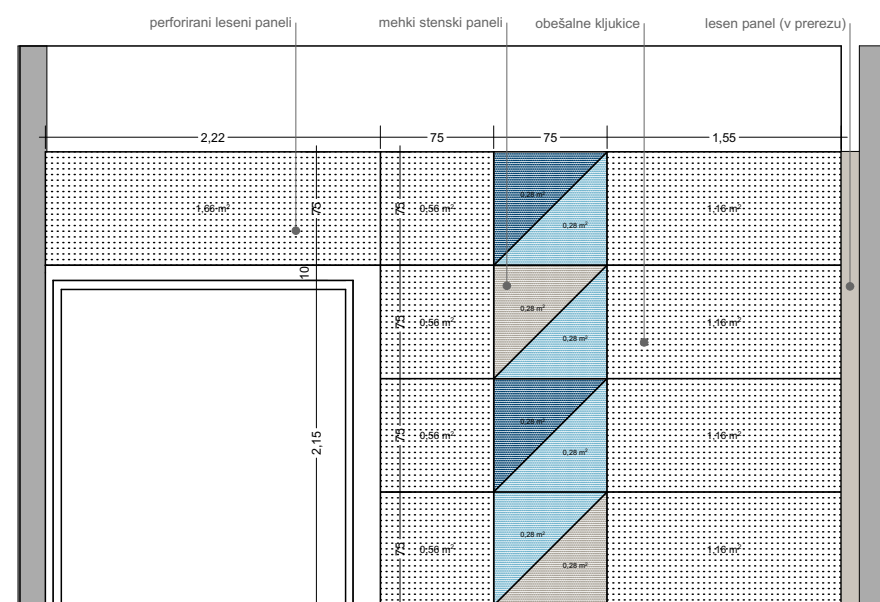 perforirani leseni paneli mehki stenski paneli obešalne kljukice lesen panel (v prerezu)
2,22 75 75 1,55
1,66 m² 75 75 0,56 m² 0,28 m² 0,28 m² 1,16 m²
10
75 0,56 m² 0,28 m² 0,28 m² 1,16 m²
2,15 75 0,56 m² 0,28 m² 0,28 m² 1,16 m²
75 0,56 m² 0,28 m² 0,28 m² 1,16 m²